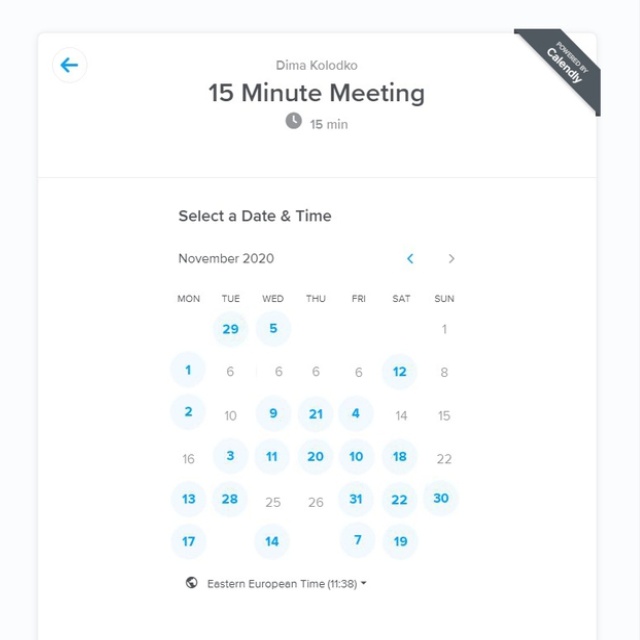 POWERED BY
Calendly
Dima Kolodko
15 Minute Meeting
15 min
Select a Date & Time
November 2020
MON TUE WED THU FRI SAT SUN
29 5 1
1 6 6 6 6 12 8
2 10 9 21 4 14 15
16 3 11 20 10 18 22
13 28 25 26 31 22 30
17 14 7 19
Eastern European Time (11:38)